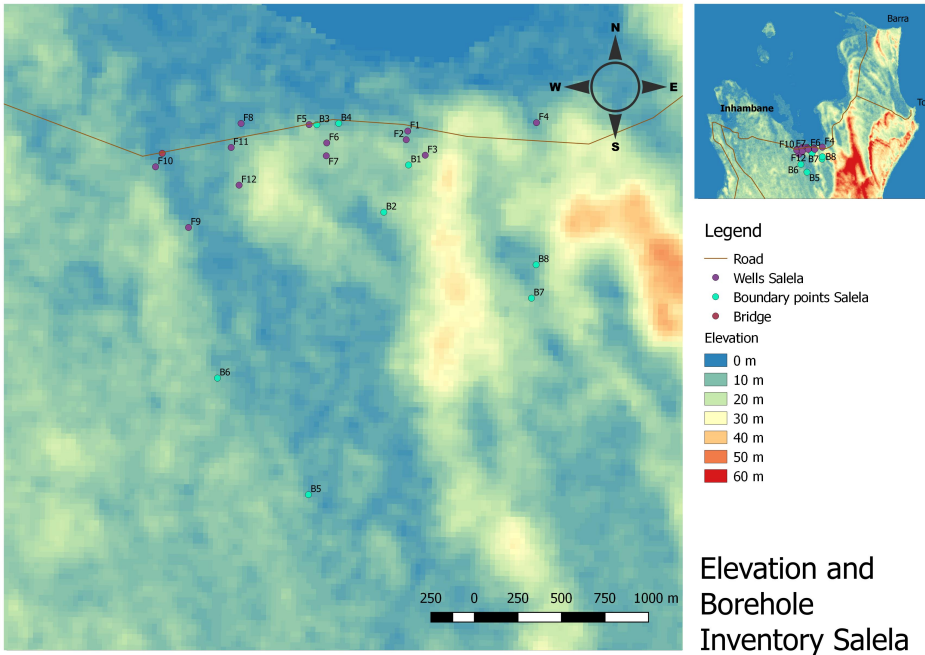 N
W E
S
F8
F5 B3 B4
F1
F4
F2
F11
F6
F3
F10
F7
B1
F12
B2
F9
B8
B7
B6
B5
250 0 250 500 750 1000 m
Barra
Inhambane
F10 F7 F6 F4
F12 B7 B8
B6
B5
Legend
Road
Wells Salela
Boundary points Salela
Bridge
Elevation
0 m
10 m
20 m
30 m
40 m
50 m
60 m
Elevation and
Borehole
Inventory Salela